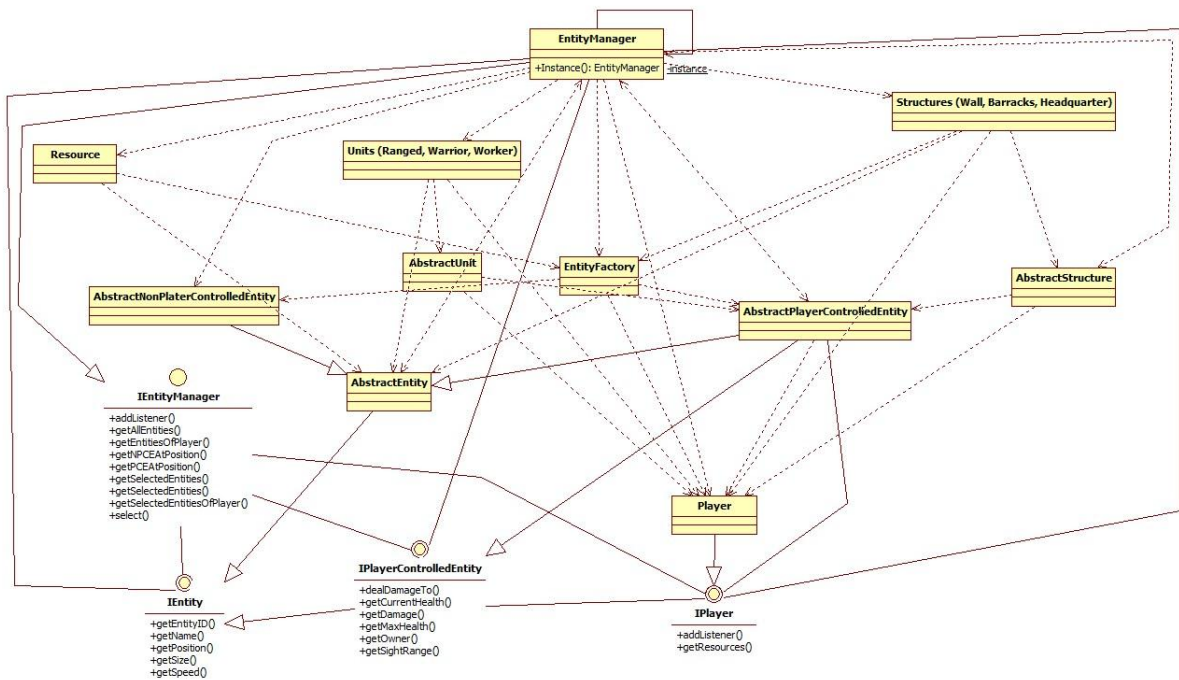 EntityManager
+Instance(): EntityManager
instance
Structures (Wall, Barracks, Headquarter)
Resource
Units (Ranged, Warrior, Worker)
AbstractUnit
EntityFactory
AbstractStructure
AbstractNonPlaterControlledEntity
AbstractPlayerControlledEntity
AbstractEntity
IEntityManager
+addListener()
+getAllEntities()
+getEntitiesOfPlayer()
+getNPCEAtPosition()
+getPCEAtPosition()
+getSelectedEntities()
+getSelectedEntities()
+getSelectedEntitiesOfPlayer()
+select()
Player
IPlayerControlledEntity
+dealDamageTo()
+getCurrentHealth()
+getDamage()
+getMaxHealth()
+getOwner()
+getSightRange()
IEntity
+getEntityID()
+getName()
+getPosition()
+getSize()
+getSpeed()
IPlayer
+addListener()
+getResources()